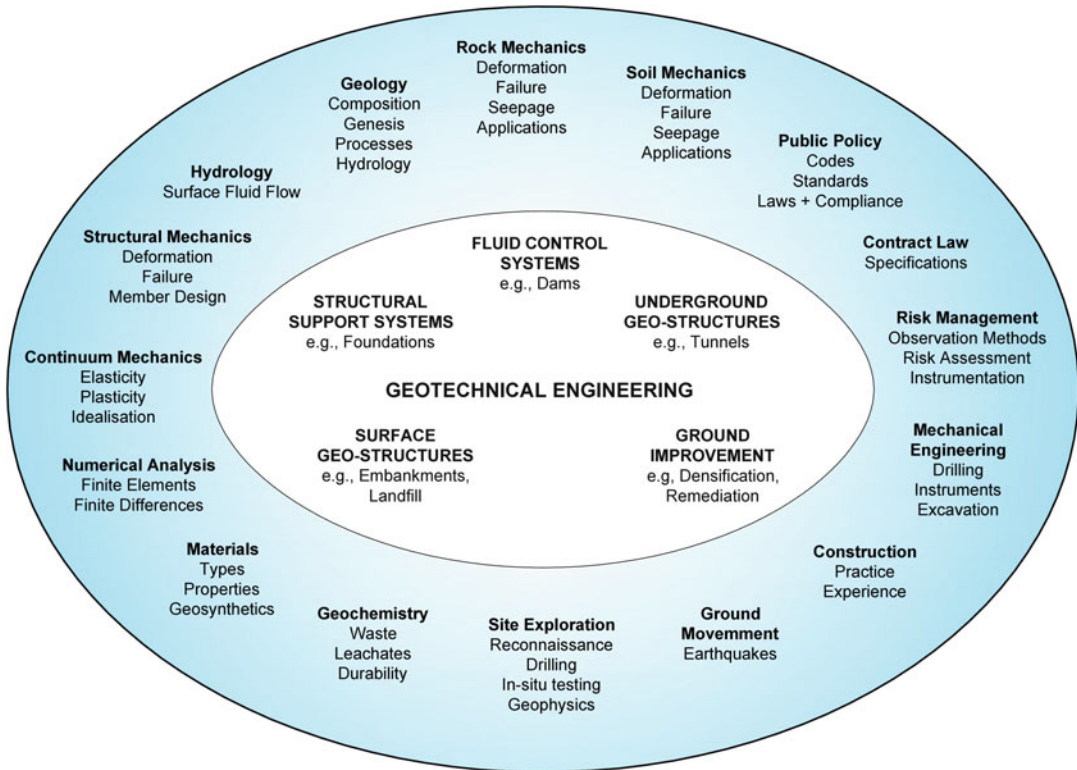 Rock Mechanics
Deformation
Failure
Seepage
Applications
Soil Mechanics
Deformation
Failure
Seepage
Applications
Public Policy
Codes
Standards
Laws + Compliance
Contract Law
Specifications
Risk Management
Observation Methods
Risk Assessment
Instrumentation
Mechanical
Engineering
Drilling
Instruments
Excavation
Construction
Practice
Experience
Ground
Movemment
Earthquakes
Site Exploration
Reconnaissance
Drilling
In-situ testing
Geophysics
Geochemistry
Waste
Leachates
Durability
Materials
Types
Properties
Geosynthetics
Numerical Analysis
Finite Elements
Finite Differences
Continuum Mechanics
Elasticity
Plasticity
Idealisation
Structural Mechanics
Deformation
Failure
Member Design
Hydrology
Surface Fluid Flow
Geology
Composition
Genesis
Processes
Hydrology
FLUID CONTROL
SYSTEMS
e.g., Dams
STRUCTURAL
SUPPORT SYSTEMS
e.g., Foundations
UNDERGROUND
GEO-STRUCTURES
e.g., Tunnels
GEOTECHNICAL ENGINEERING
SURFACE
GEO-STRUCTURES
e.g., Embankments,
Landfill
GROUND
IMPROVEMENT
e.g, Densification,
Remediation